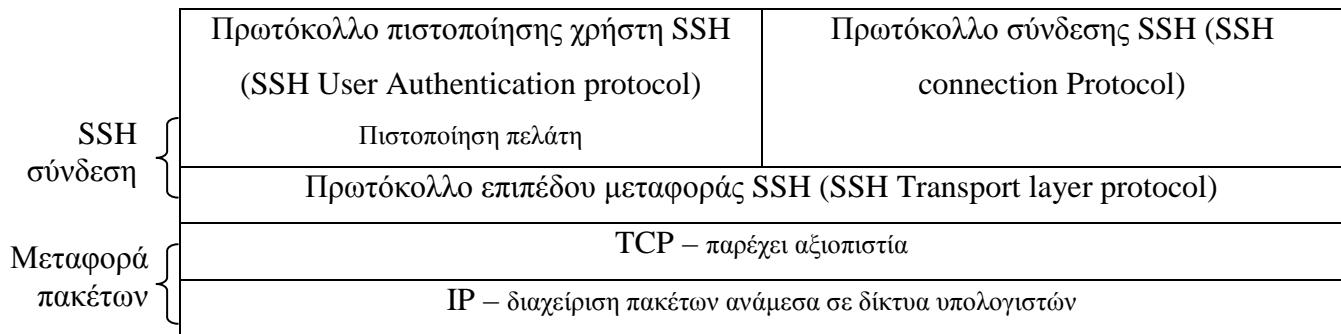 Πρωτόκολλο πιστοποίησης χρήστη SSH
(SSH User Authentication protocol)
Πιστοποίηση πελάτη
Πρωτόκολλο σύνδεσης SSH (SSH
connection Protocol)
SSH
σύνδεση
Πρωτόκολλο επιπέδου μεταφοράς SSH (SSH Transport layer protocol)
Μεταφορά
πακέτων
TCP – παρέχει αξιοπιστία
IP – διαχείριση πακέτων ανάμεσα σε δίκτυα υπολογιστών